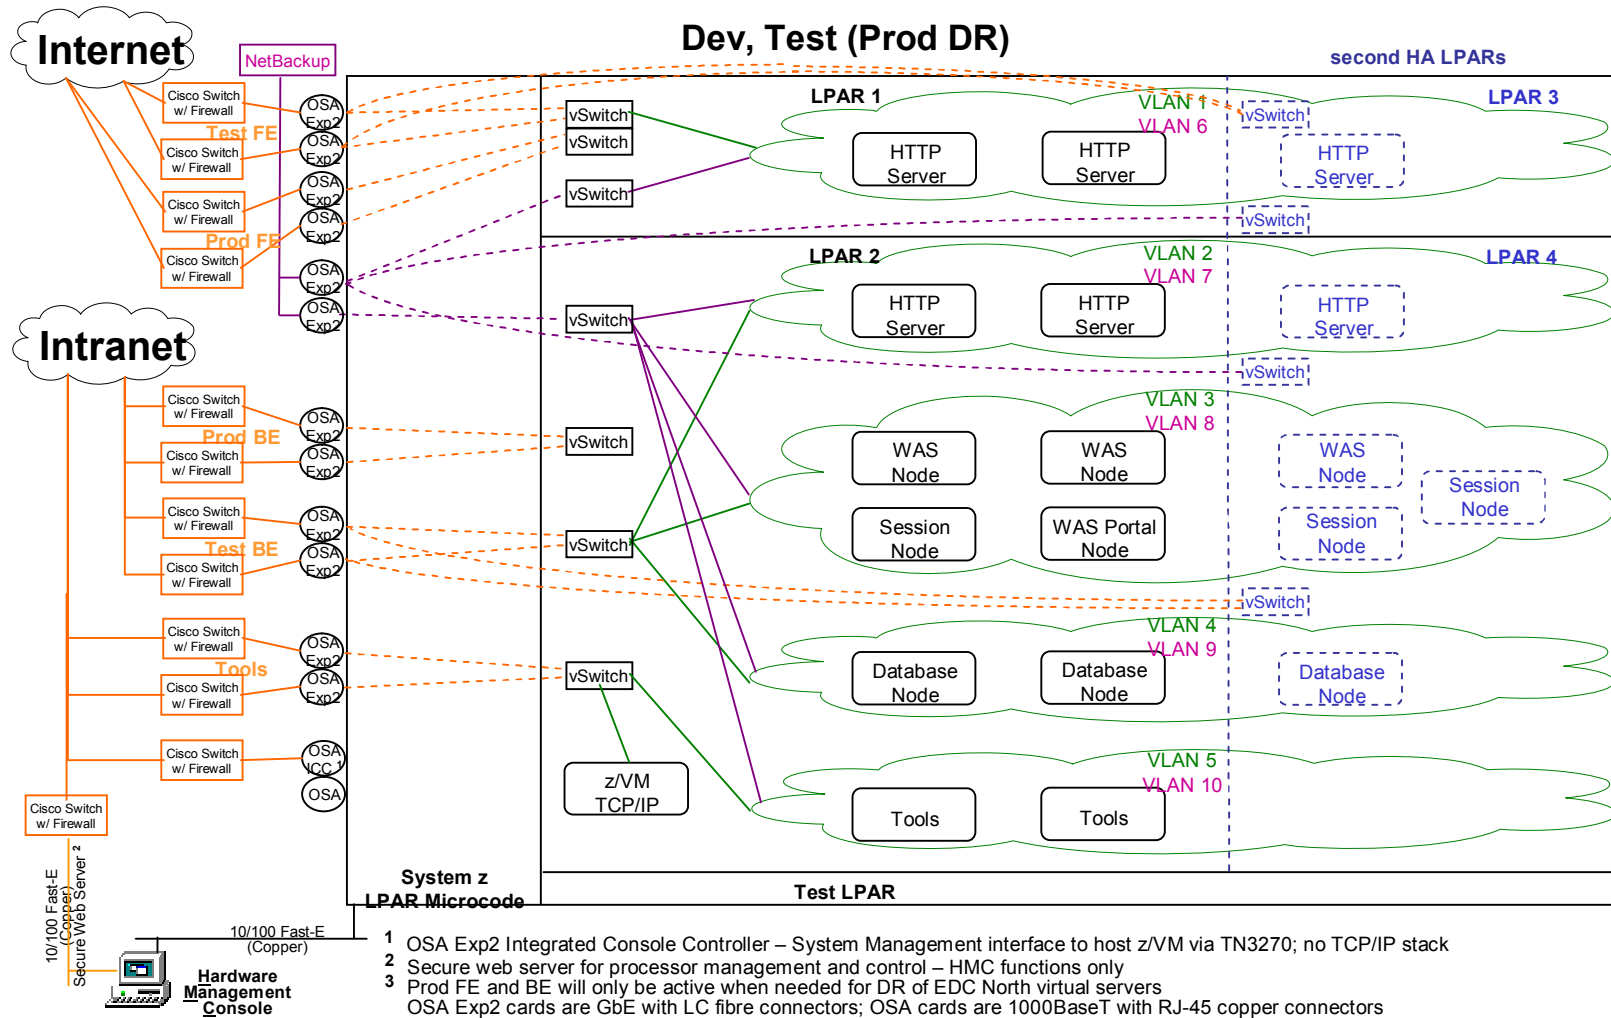 Dev, Test (Prod DR)
Internet
NetBackup
second HA LPARs
Cisco Switch
w/ Firewall
OSA
Exp2
Test FE
Cisco Switch
w/ Firewall
OSA
Exp2
Cisco Switch
w/ Firewall
OSA
Exp2
Prod FE
Cisco Switch
w/ Firewall
OSA
Exp2
OSA
Exp2
OSA
Exp2
vSwitch
vSwitch
vSwitch
LPAR 1
VLAN 1
VLAN 6
LPAR 3
vSwitch
HTTP
Server
HTTP
Server
HTTP
Server
vSwitch
LPAR 2
VLAN 2
VLAN 7
LPAR 4
vSwitch
HTTP
Server
HTTP
Server
HTTP
Server
vSwitch
Intranet
Cisco Switch
w/ Firewall
OSA
Exp2
Prod BE
Cisco Switch
w/ Firewall
OSA
Exp2
vSwitch
VLAN 3
VLAN 8
WAS
Node
WAS
Node
WAS
Node
Session
Node
Session
Node
WAS Portal
Node
Session
Node
Cisco Switch
w/ Firewall
OSA
Exp2
Test BE
Cisco Switch
w/ Firewall
OSA
Exp2
vSwitch
vSwitch
VLAN 4
VLAN 9
Database
Node
Database
Node
Database
Node
Cisco Switch
w/ Firewall
OSA
Exp2
Tools
Cisco Switch
w/ Firewall
OSA
Exp2
vSwitch
Cisco Switch
w/ Firewall
OSA
ICC 1
OSA
z/VM
TCP/IP
VLAN 5
VLAN 10
Tools
Tools
Cisco Switch
w/ Firewall
10/100 Fast-E
(Copper)
Secure Web Server 2
System z
LPAR Microcode
Test LPAR
10/100 Fast-E
(Copper)
Hardware
Management
Console
1 OSA Exp2 Integrated Console Controller – System Management interface to host z/VM via TN3270; no TCP/IP stack
2 Secure web server for processor management and control – HMC functions only
3 Prod FE and BE will only be active when needed for DR of EDC North virtual servers
OSA Exp2 cards are GbE with LC fibre connectors; OSA cards are 1000BaseT with RJ-45 copper connectors